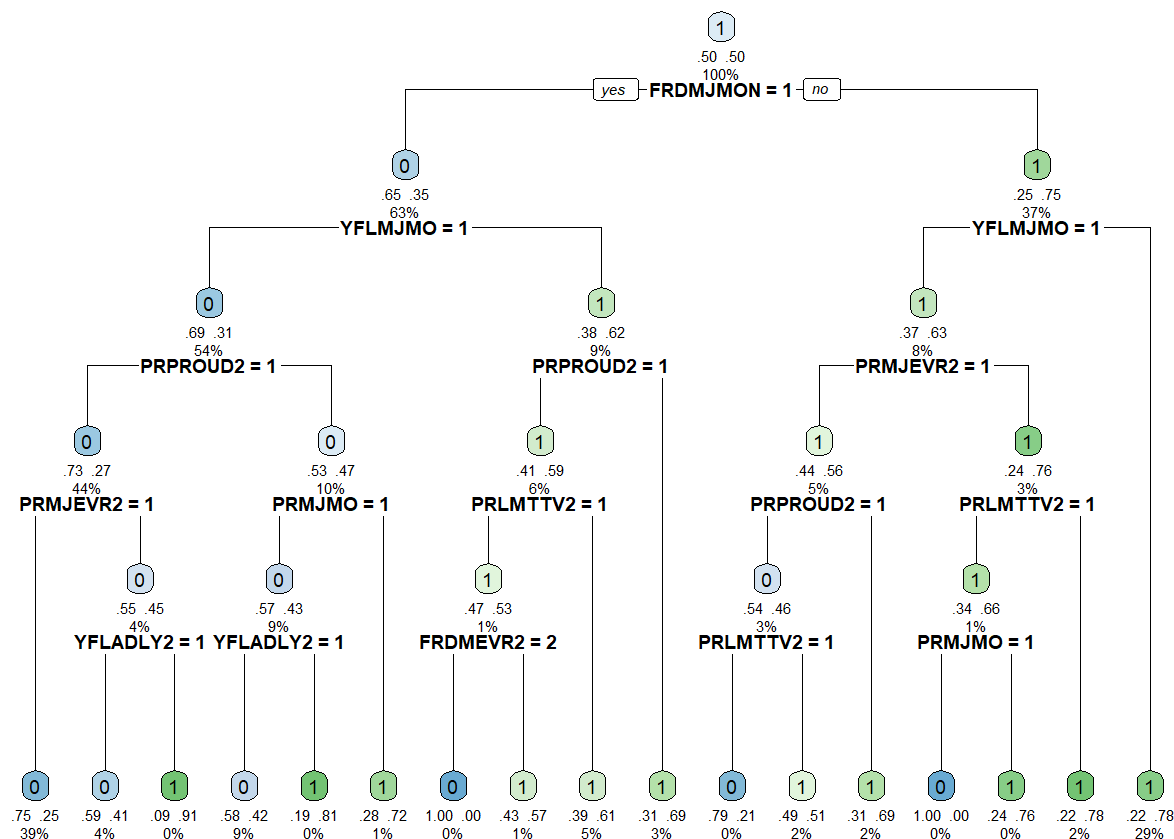 1
.50 .50
100%
yes FRDMJMON = 1 no
0 1
.65 .35 .25 .75
63% 37%
YFLMJMO = 1 YFLMJMO = 1
0 1 1
.69 .31 .38 .62 .37 .63
54% 9% 8%
PRPROUD2 = 1 PRPROUD2 = 1 PRMJEVR2 = 1
0 0 1 1 1
.73 .27 .53 .47 .41 .59 .44 .56 .24 .76
44% 10% 6% 5% 3%
PRMJEVR2 = 1 PRMJMO = 1 PRLMTTV2 = 1 PRPROUD2 = 1 PRLMTTV2 = 1
0 0 1 0 1
.55 .45 .57 .43 .47 .53 .54 .46 .34 .66
4% 9% 1% 3% 1%
YFLADLY2 = 1 YFLADLY2 = 1 FRDMEVR2 = 2 PRLMTTV2 = 1 PRMJMO = 1
0 0 1 0 1 1 0 1 1 1 0 1 1 0 1 1 1
.75 .25 .59 .41 .09 .91 .58 .42 .19 .81 .28 .72 1.00 .00 .43 .57 .39 .61 .31 .69 .79 .21 .49 .51 .31 .69 1.00 .00 .24 .76 .22 .78 .22 .78
39% 4% 0% 9% 0% 1% 0% 1% 5% 3% 0% 2% 2% 0% 0% 2% 29%